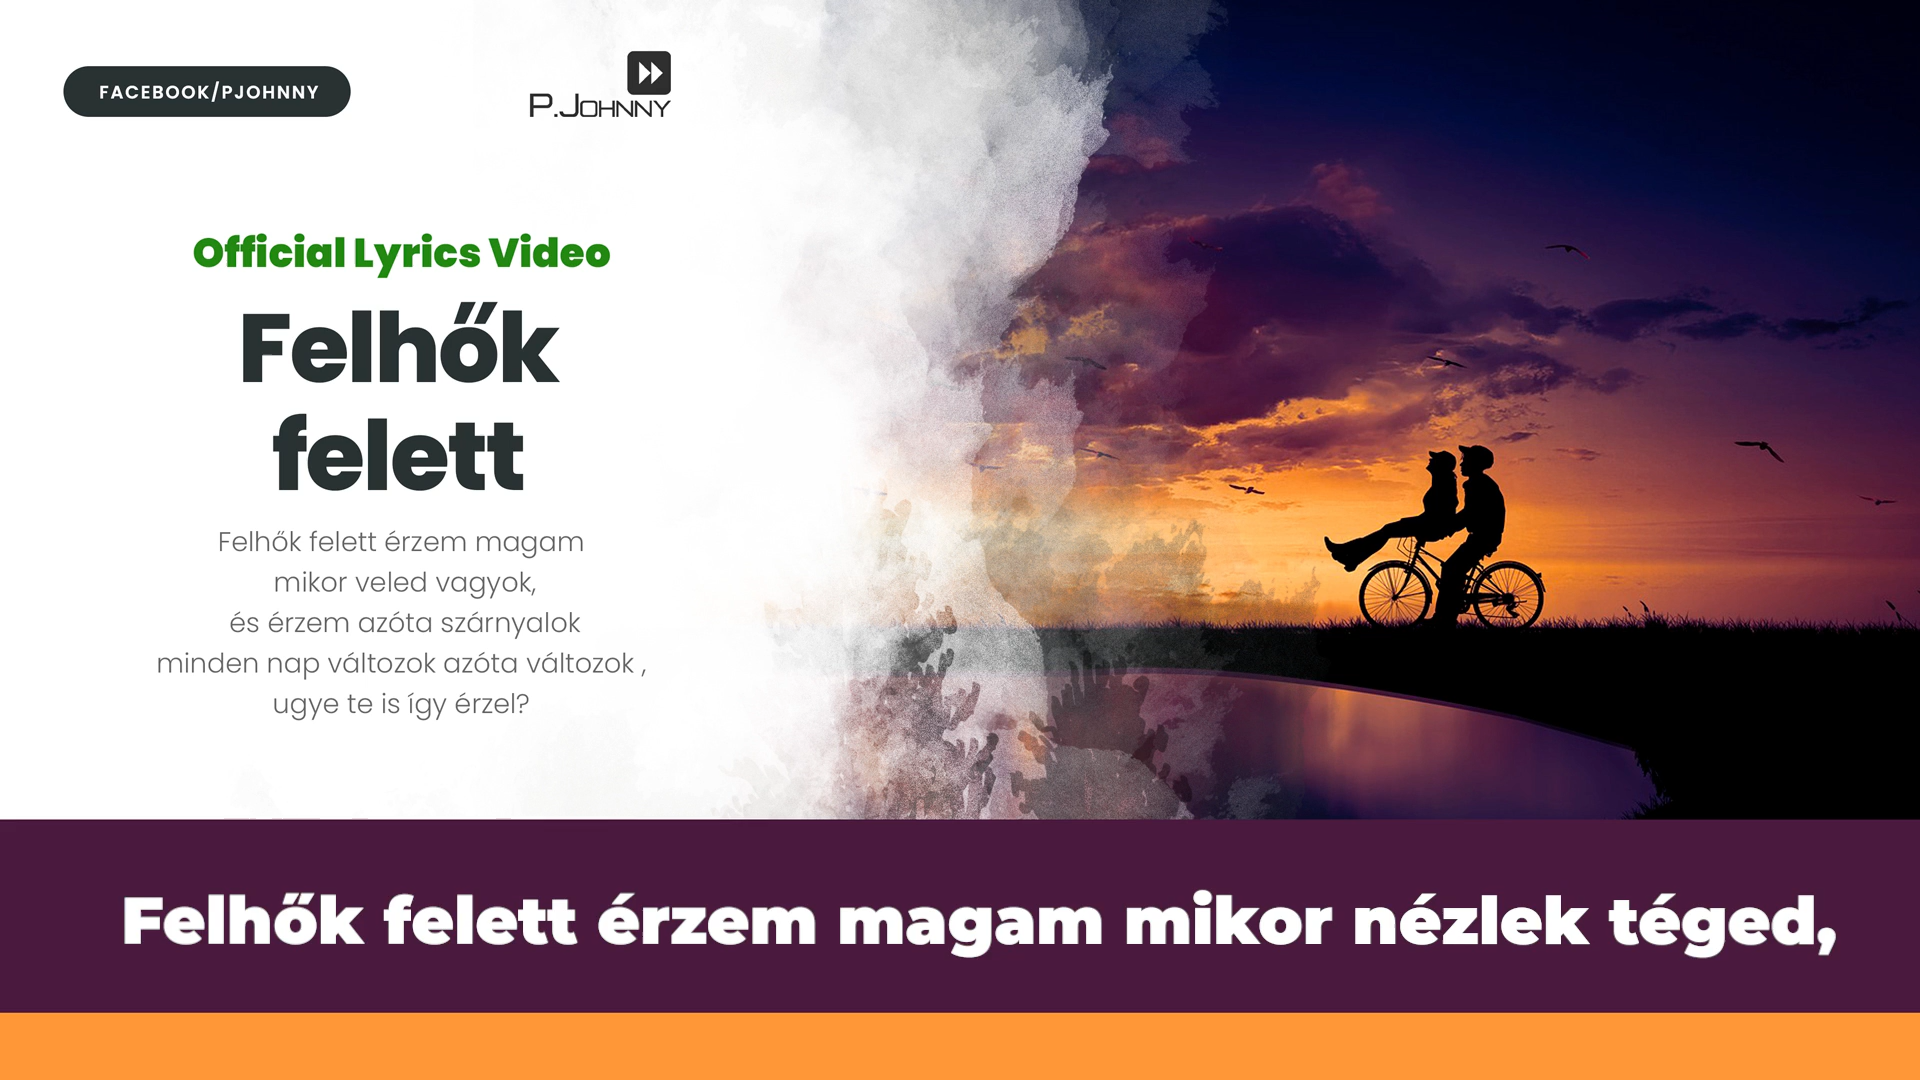 FACEBOOK/PJOHNNY
P.JOHNNY
Official Lyrics Video
Felhők
felett
Felhők felett érzem magam
mikor veled vagyok,
és érzem azóta szárnyalok
minden nap változok azóta változok ,
ugye te is így érzel?
Felhők felett érzem magam mikor nézlek téged,